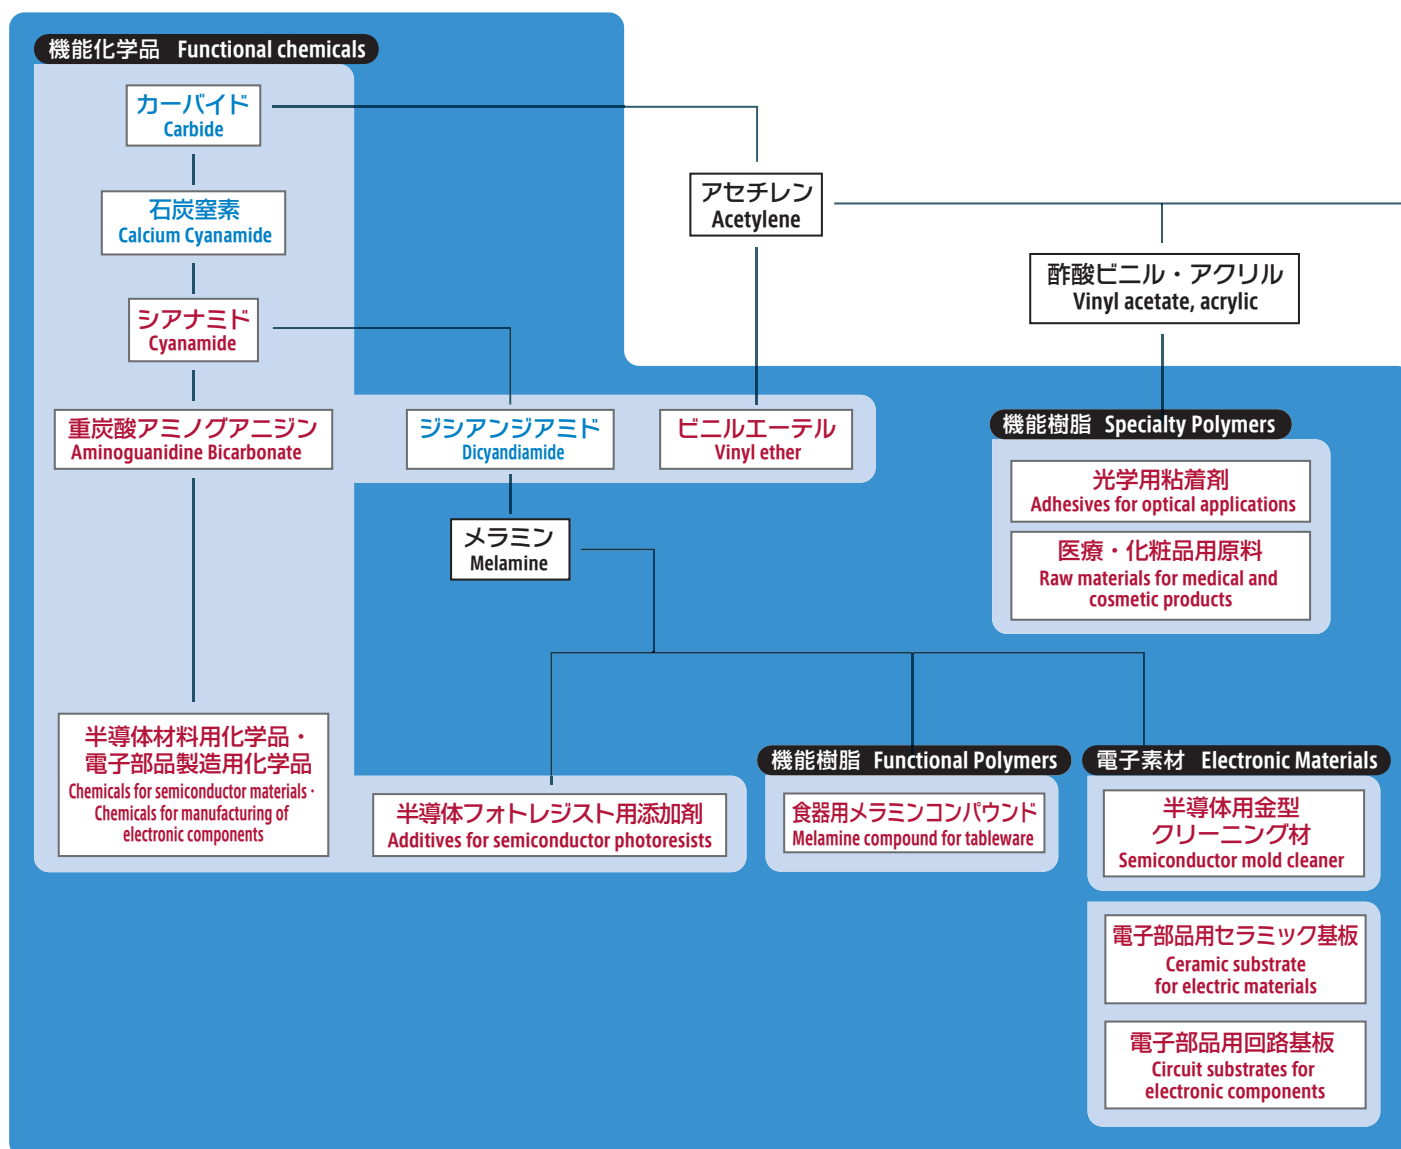 機能化学品 Functional chemicals
カーバイド
Carbide
石炭窒素
Calcium Cyanamide
シアナミド
Cyanamide
重炭酸アミノグアニジン
Aminoguanidine Bicarbonate
ジシアンジアミド
Dicyandiamide
ビニルエーテル
Vinyl ether
アセチレン
Acetylene
酢酸ビニル・アクリル
Vinyl acetate, acrylic
機能樹脂 Specialty Polymers
光学用粘着剤
Adhesives for optical applications
医療・化粧品用原料
Raw materials for medical and
cosmetic products
メラミン
Melamine
半導体材料用化学品・
電子部品製造用化学品
Chemicals for semiconductor materials・
Chemicals for manufacturing of
electronic components
半導体フォトレジスト用添加剤
Additives for semiconductor photoresists
機能樹脂 Functional Polymers
食器用メラミンコンパウンド
Melamine compound for tableware
電子素材 Electronic Materials
半導体用金型
クリーニング材
Semiconductor mold cleaner
電子部品用セラミック基板
Ceramic substrate
for electric materials
電子部品用回路基板
Circuit substrates for
electronic components